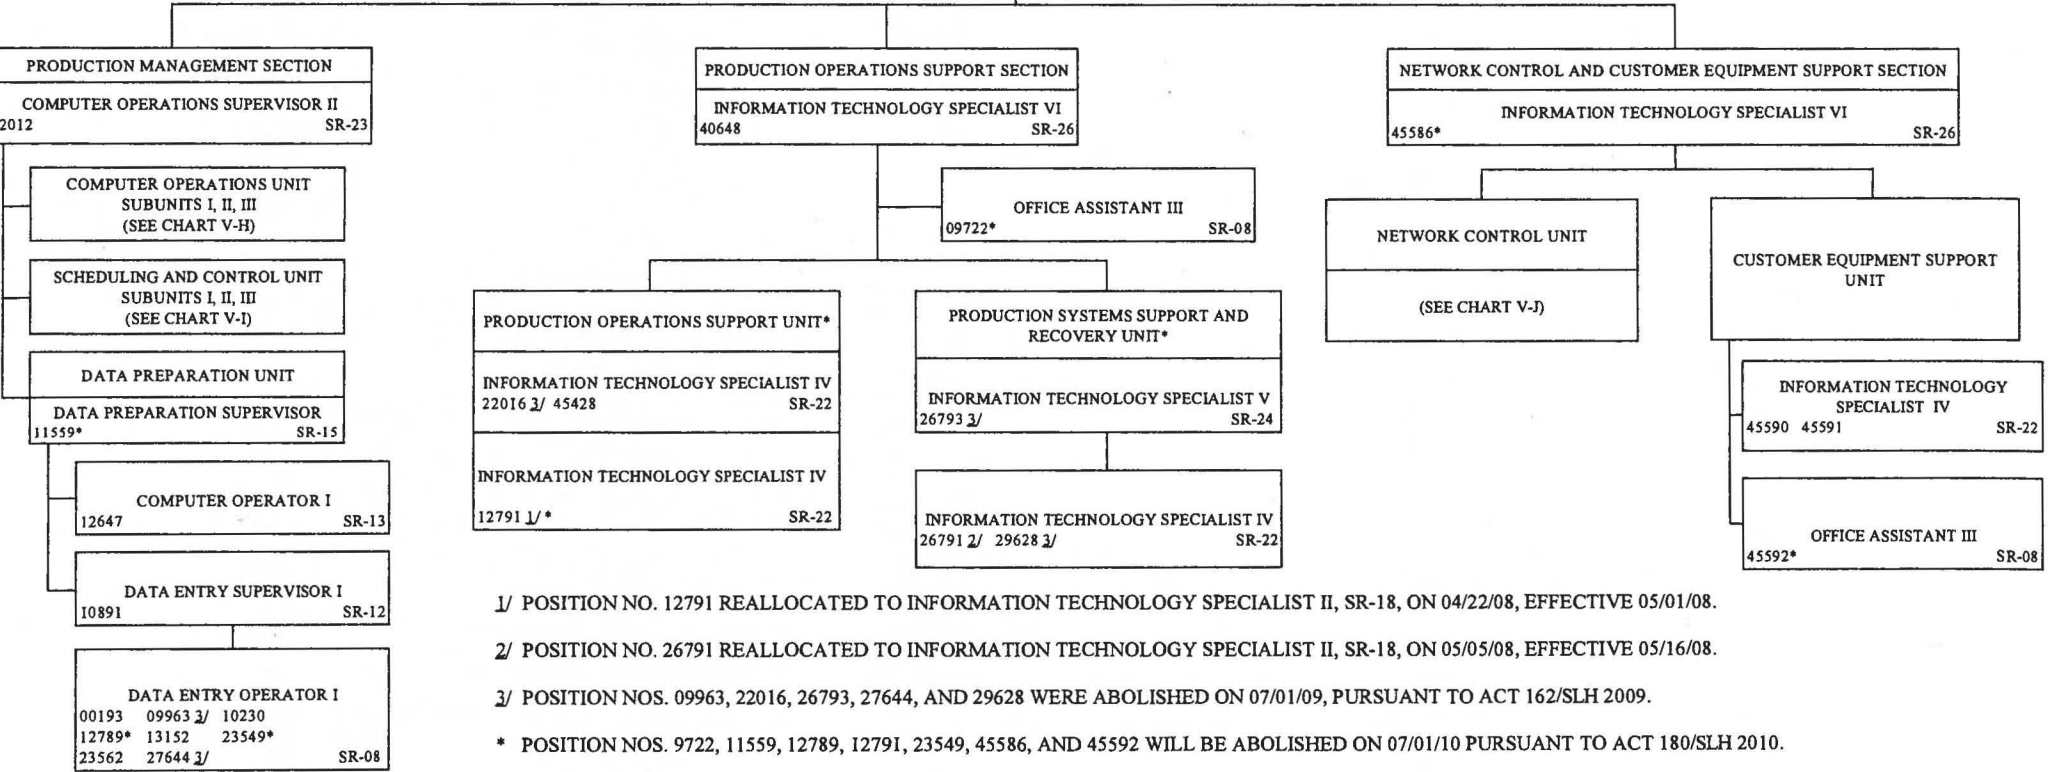 PRODUCTION MANAGEMENT SECTION
COMPUTER OPERATIONS SUPERVISOR II
2012 SR-23
COMPUTER OPERATIONS UNIT
SUBUNITS I, II, III
(SEE CHART V-H)
SCHEDULING AND CONTROL UNIT
SUBUNITS I, II, III
(SEE CHART V-I)
DATA PREPARATION UNIT
DATA PREPARATION SUPERVISOR
11559* SR-15
COMPUTER OPERATOR I
12647 SR-13
DATA ENTRY SUPERVISOR I
10891 SR-12
DATA ENTRY OPERATOR I
00193 09963 3/ 10230
12789* 13152 23549*
23562 27644 3/ SR-08
PRODUCTION OPERATIONS SUPPORT SECTION
INFORMATION TECHNOLOGY SPECIALIST VI
40648 SR-26
OFFICE ASSISTANT III
09722* SR-08
PRODUCTION OPERATIONS SUPPORT UNIT*
INFORMATION TECHNOLOGY SPECIALIST IV
22016 3/ 45428 SR-22
INFORMATION TECHNOLOGY SPECIALIST IV
12791 1/ * SR-22
PRODUCTION SYSTEMS SUPPORT AND
RECOVERY UNIT*
INFORMATION TECHNOLOGY SPECIALIST V
26793 3/ SR-24
INFORMATION TECHNOLOGY SPECIALIST IV
26791 2/ 29628 3/ SR-22
NETWORK CONTROL AND CUSTOMER EQUIPMENT SUPPORT SECTION
INFORMATION TECHNOLOGY SPECIALIST VI
45586* SR-26
NETWORK CONTROL UNIT
(SEE CHART V-J)
CUSTOMER EQUIPMENT SUPPORT
UNIT
INFORMATION TECHNOLOGY
SPECIALIST IV
45590 45591 SR-22
OFFICE ASSISTANT III
45592* SR-08
1/ POSITION NO. 12791 REALLOCATED TO INFORMATION TECHNOLOGY SPECIALIST II, SR-18, ON 04/22/08, EFFECTIVE 05/01/08.
2/ POSITION NO. 26791 REALLOCATED TO INFORMATION TECHNOLOGY SPECIALIST II, SR-18, ON 05/05/08, EFFECTIVE 05/16/08.
3/ POSITION NOS. 09963, 22016, 26793, 27644, AND 29628 WERE ABOLISHED ON 07/01/09, PURSUANT TO ACT 162/SLH 2009.
* POSITION NOS. 9722, 11559, 12789, 12791, 23549, 45586, AND 45592 WILL BE ABOLISHED ON 07/01/10 PURSUANT TO ACT 180/SLH 2010.